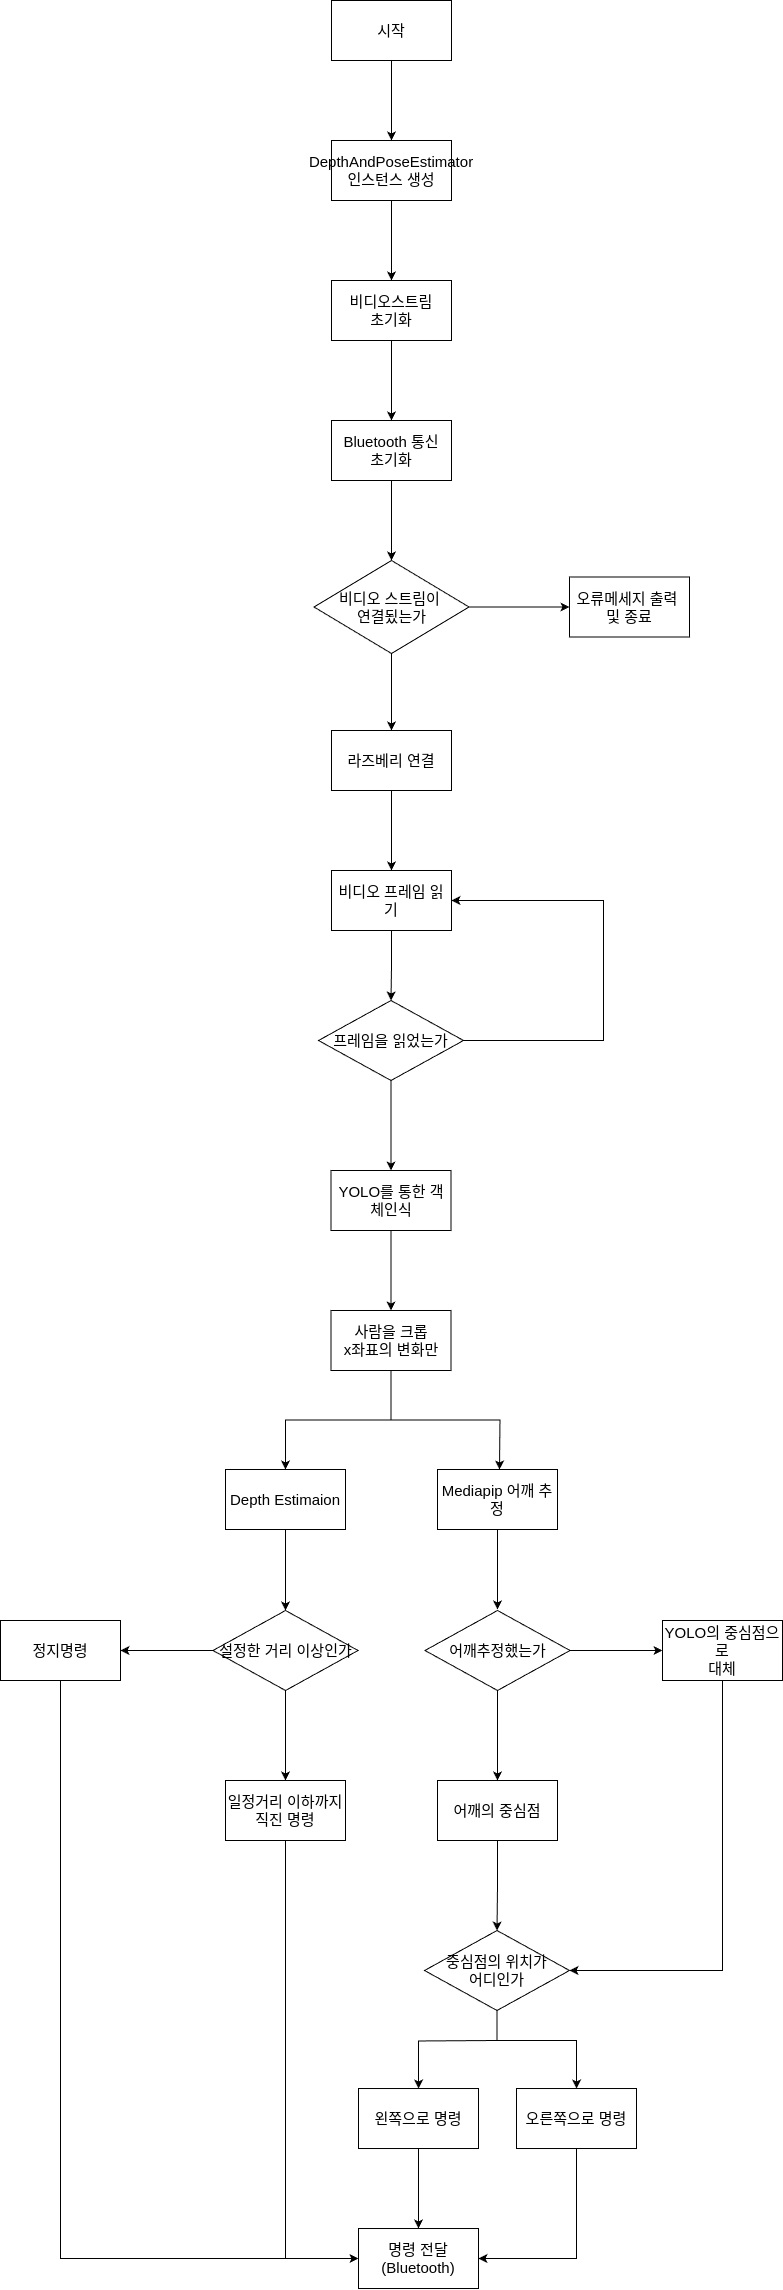 시작
DepthAndPoseEstimator
인스턴스 생성
비디오스트림
초기화
Bluetooth 통신
초기화
비디오 스트림이
연결됬는가
오류메세지 출력
및 종료
라즈베리 연결
비디오 프레임 읽
기
프레임을 읽었는가
YOLO를 통한 객
체인식
사람을 크롭
x좌표의 변화만
Depth Estimaion
Mediapip 어깨 추
정
정지명령
설정한 거리 이상인가
어깨추정했는가
YOLO의 중심점으
로
대체
일정거리 이하까지
직진 명령
어깨의 중심점
중심점의 위치가
어디인가
왼쪽으로 명령
오른쪽으로 명령
명령 전달
(Bluetooth)